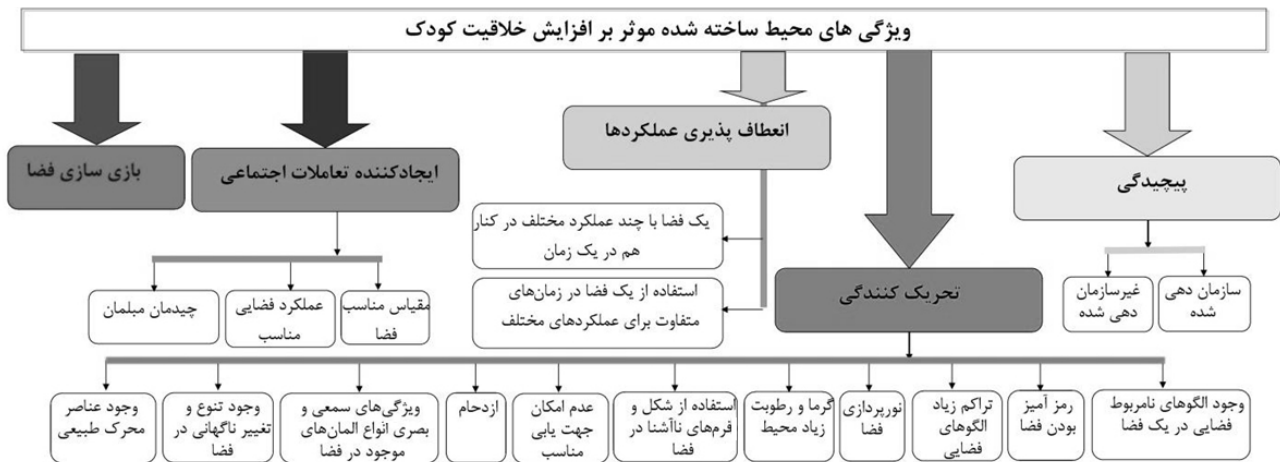 ویژگی های محیط ساخته شده موثر بر افزایش خلاقیت کودک
پیچیدگی
سازمان دهی
شده
غیرسازمان
دهی شده
تحریک کنندگی
وجود الگوهای نامربوط
فضایی در یک فضا
رمز آمیز
بودن فضا
تراکم زیاد
الگوهای
فضایی
نورپردازی
فضا
گرما و رطوبت
زیاد محیط
استفاده از شکل و
فرم‌های ناآشنا در
فضا
عدم امکان
جهت یابی
مناسب
ازدحام
ویژگی‌های سمعی و
بصری انواع المان‌های
موجود در فضا
وجود تنوع و
تغییر ناگهانی در
فضا
وجود عناصر
محرک طبیعی
انعطاف پذیری عملکردها
یک فضا با چند عملکرد مختلف در کنار
هم در یک زمان
استفاده از یک فضا در زمان‌های
متفاوت برای عملکردهای مختلف
ایجادکننده تعاملات اجتماعی
مقیاس مناسب
فضا
عملکرد فضایی
مناسب
چیدمان مبلمان
بازی سازی فضا